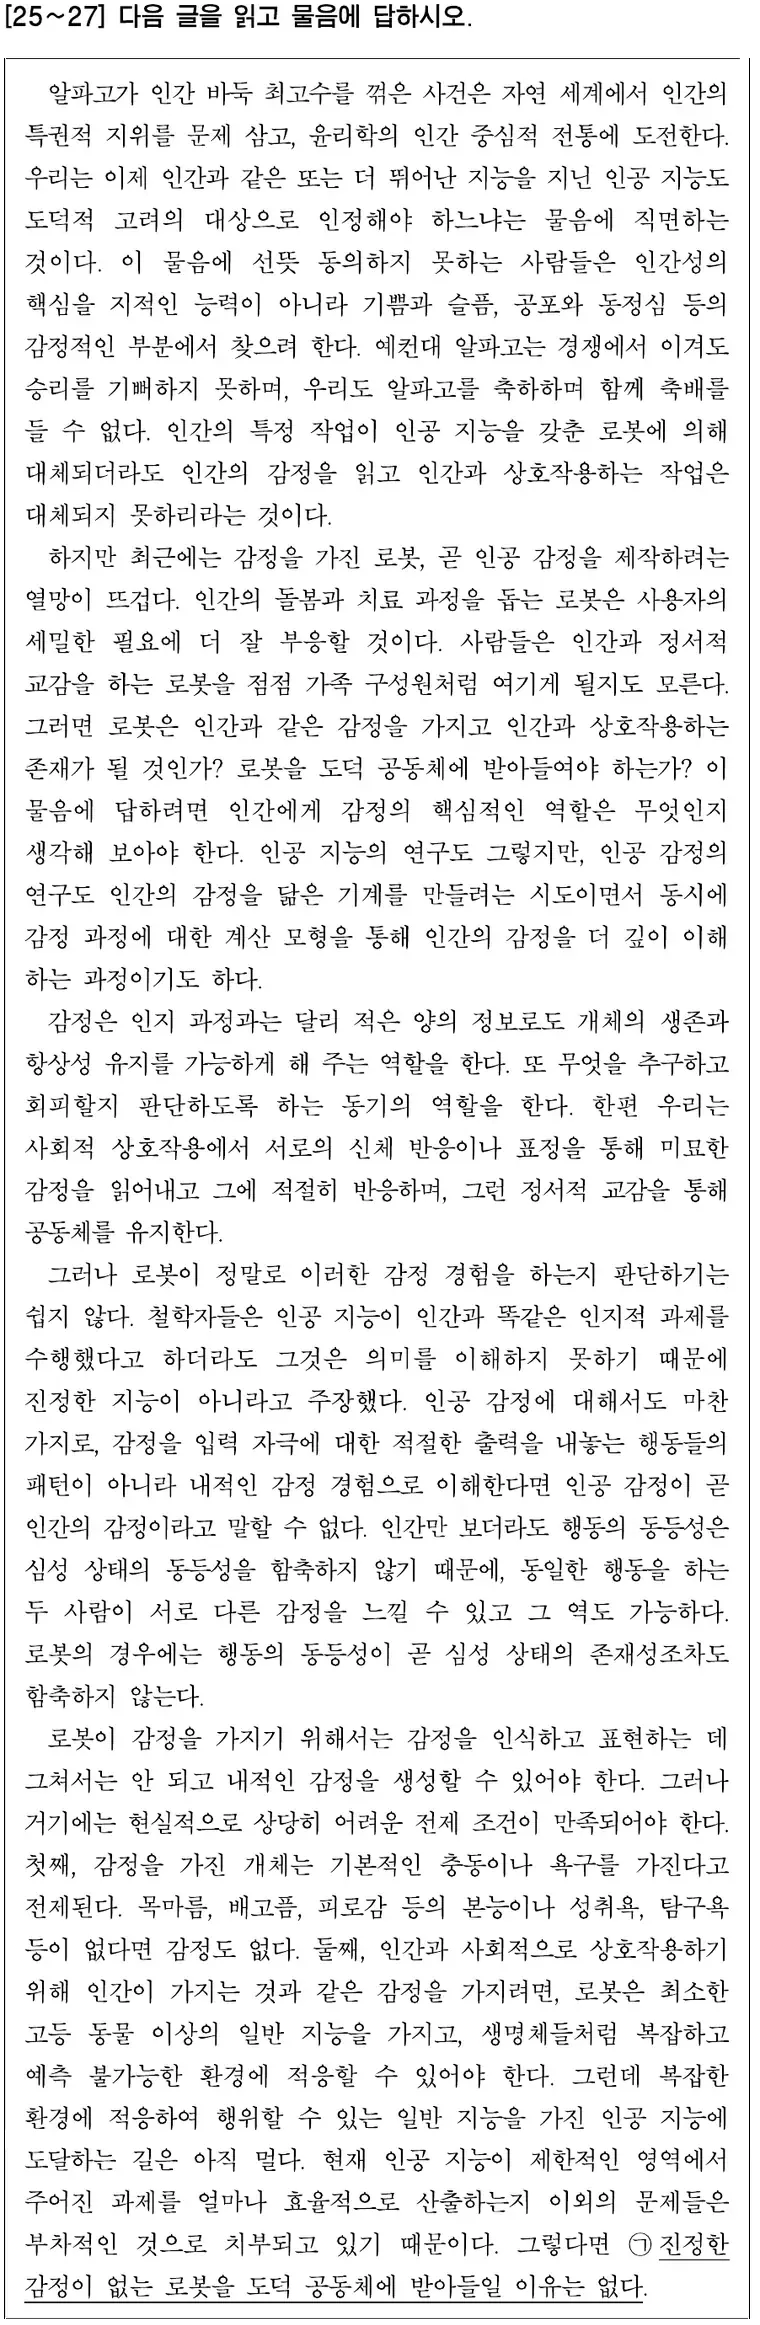 [25～27] 다음 글을 읽고 물음에 답하시오.
알파고가 인간 바둑 최고수를 꺾은 사건은 자연 세계에서 인간의
특권적 지위를 문제 삼고, 윤리학의 인간 중심적 전통에 도전한다.
우리는 이제 인간과 같은 또는 더 뛰어난 지능을 지닌 인공 지능도
도덕적 고려의 대상으로 인정해야 하느냐는 물음에 직면하는
것이다. 이 물음에 선뜻 동의하지 못하는 사람들은 인간성의
핵심을 지적인 능력이 아니라 기쁨과 슬픔, 공포와 동정심 등의
감정적인 부분에서 찾으려 한다. 예컨대 알파고는 경쟁에서 이겨도
승리를 기뻐하지 못하며, 우리도 알파고를 축하하며 함께 축배를
들 수 없다. 인간의 특정 작업이 인공 지능을 갖춘 로봇에 의해
대체되더라도 인간의 감정을 읽고 인간과 상호작용하는 작업은
대체되지 못하리라는 것이다.
하지만 최근에는 감정을 가진 로봇, 곧 인공 감정을 제작하려는
열망이 뜨겁다. 인간의 돌봄과 치료 과정을 돕는 로봇은 사용자의
세밀한 필요에 더 잘 부응할 것이다. 사람들은 인간과 정서적
교감을 하는 로봇을 점점 가족 구성원처럼 여기게 될지도 모른다.
그러면 로봇은 인간과 같은 감정을 가지고 인간과 상호작용하는
존재가 될 것인가? 로봇을 도덕 공동체에 받아들여야 하는가? 이
물음에 답하려면 인간에게 감정의 핵심적인 역할은 무엇인지
생각해 보아야 한다. 인공 지능의 연구도 그렇지만, 인공 감정의
연구도 인간의 감정을 닮은 기계를 만들려는 시도이면서 동시에
감정 과정에 대한 계산 모형을 통해 인간의 감정을 더 깊이 이해
하는 과정이기도 하다.
감정은 인지 과정과는 달리 적은 양의 정보로도 개체의 생존과
항상성 유지를 가능하게 해 주는 역할을 한다. 또 무엇을 추구하고
회피할지 판단하도록 하는 동기의 역할을 한다. 한편 우리는
사회적 상호작용에서 서로의 신체 반응이나 표정을 통해 미묘한
감정을 읽어내고 그에 적절히 반응하며, 그런 정서적 교감을 통해
공동체를 유지한다.
그러나 로봇이 정말로 이러한 감정 경험을 하는지 판단하기는
쉽지 않다. 철학자들은 인공 지능이 인간과 똑같은 인지적 과제를
수행했다고 하더라도 그것은 의미를 이해하지 못하기 때문에
진정한 지능이 아니라고 주장했다. 인공 감정에 대해서도 마찬
가지로, 감정을 입력 자극에 대한 적절한 출력을 내놓는 행동들의
패턴이 아니라 내적인 감정 경험으로 이해한다면 인공 감정이 곧
인간의 감정이라고 말할 수 없다. 인간만 보더라도 행동의 동등성은
심성 상태의 동등성을 함축하지 않기 때문에, 동일한 행동을 하는
두 사람이 서로 다른 감정을 느낄 수 있고 그 역도 가능하다.
로봇의 경우에는 행동의 동등성이 곧 심성 상태의 존재성조차도
함축하지 않는다.
로봇이 감정을 가지기 위해서는 감정을 인식하고 표현하는 데
그쳐서는 안 되고 내적인 감정을 생성할 수 있어야 한다. 그러나
거기에는 현실적으로 상당히 어려운 전제 조건이 만족되어야 한다.
첫째, 감정을 가진 개체는 기본적인 충동이나 욕구를 가진다고
전제된다. 목마름, 배고픔, 피로감 등의 본능이나 성취욕, 탐구욕
등이 없다면 감정도 없다. 둘째, 인간과 사회적으로 상호작용하기
위해 인간이 가지는 것과 같은 감정을 가지려면, 로봇은 최소한
고등 동물 이상의 일반 지능을 가지고, 생명체들처럼 복잡하고
예측 불가능한 환경에 적응할 수 있어야 한다. 그런데 복잡한
환경에 적응하여 행위할 수 있는 일반 지능을 가진 인공 지능에
도달하는 길은 아직 멀다. 현재 인공 지능이 제한적인 영역에서
주어진 과제를 얼마나 효율적으로 산출하는지 이외의 문제들은
부차적인 것으로 치부되고 있기 때문이다. 그렇다면 ㉠진정한
감정이 없는 로봇을 도덕 공동체에 받아들일 이유는 없다.